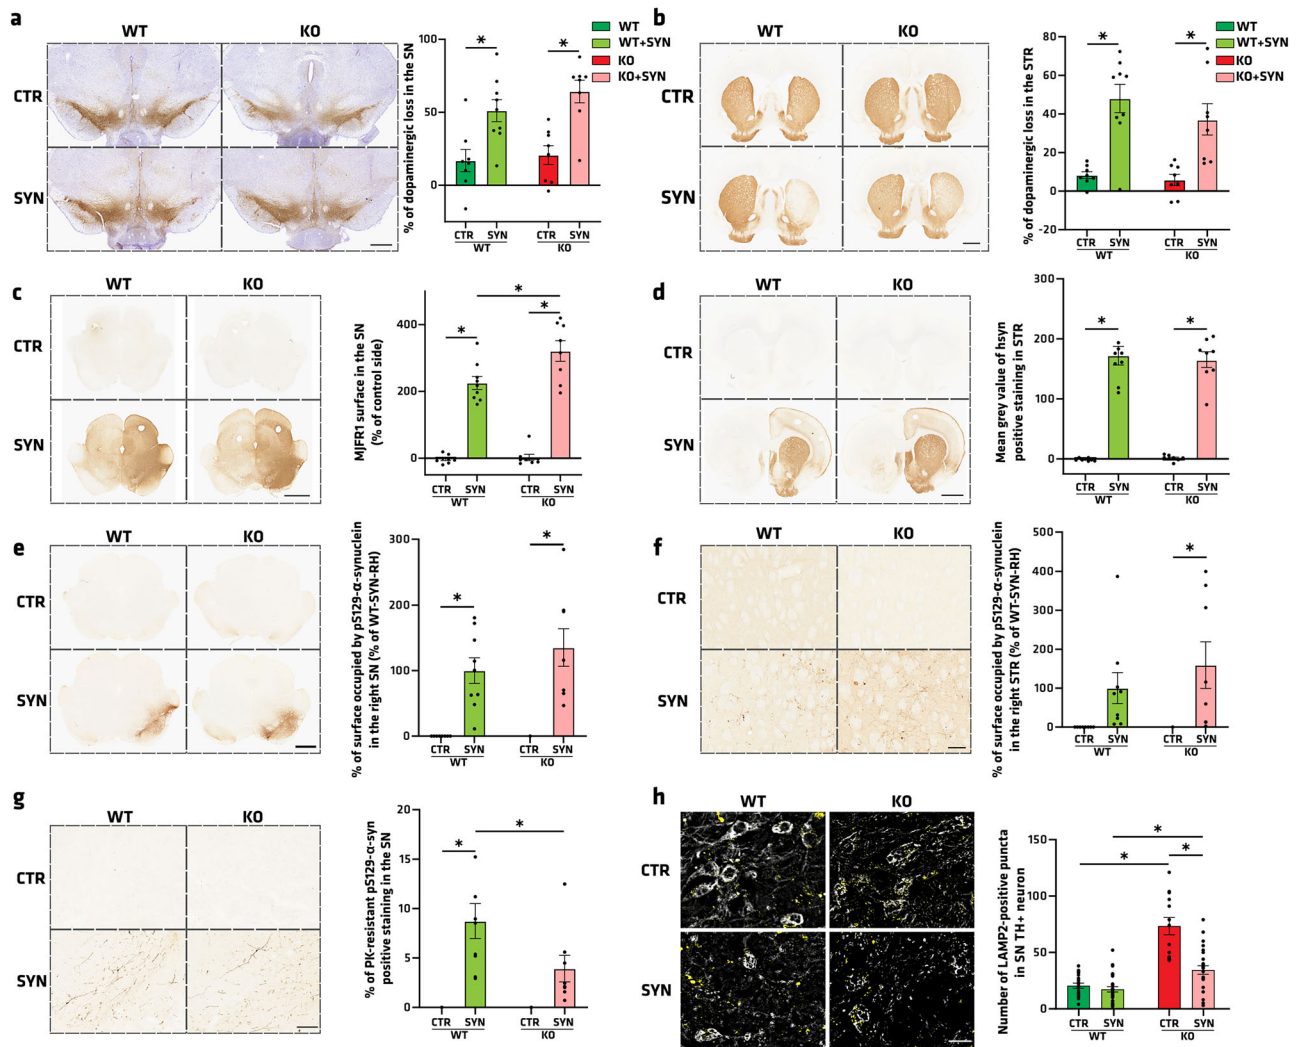 a
WT
KO
CTR
SYN
% of dopaminergic loss in the SN
100
50
0
*
*
CTR SYN CTR SYN
WT KO
WT
WT+SYN
KO
KO+SYN
b
WT
KO
CTR
SYN
% of dopaminergic loss in the STR
80
60
40
20
0
-20
*
*
CTR SYN CTR SYN
WT KO
WT
WT+SYN
KO
KO+SYN
c
WT
KO
CTR
SYN
MJFR1 surface in the SN
(% of control side)
400
200
0
*
*
*
CTR SYN CTR SYN
WT KO
d
WT
KO
CTR
SYN
Mean grey value of hsyn
positive staining in STR
300
200
100
0
*
*
CTR SYN CTR SYN
WT KO
e
WT
KO
CTR
SYN
% of surface occupied by pS129-α-synuclein
in the right SN (% of WT-SYN-RH)
300
200
100
0
*
*
CTR SYN CTR SYN
WT KO
f
WT
KO
CTR
SYN
% of surface occupied by pS129-α-synuclein
in the right STR (% of WT-SYN-RH)
500
400
300
200
100
0
*
CTR SYN CTR SYN
WT KO
g
WT
KO
CTR
SYN
% of PK-resistant pS129-α-syn
positive staining in the SN
20
15
10
5
0
*
*
CTR SYN CTR SYN
WT KO
h
WT
KO
CTR
SYN
Number of LAMP2-positive puncta
in SN TH+ neuron
150
100
50
0
*
*
*
CTR SYN CTR SYN
WT KO